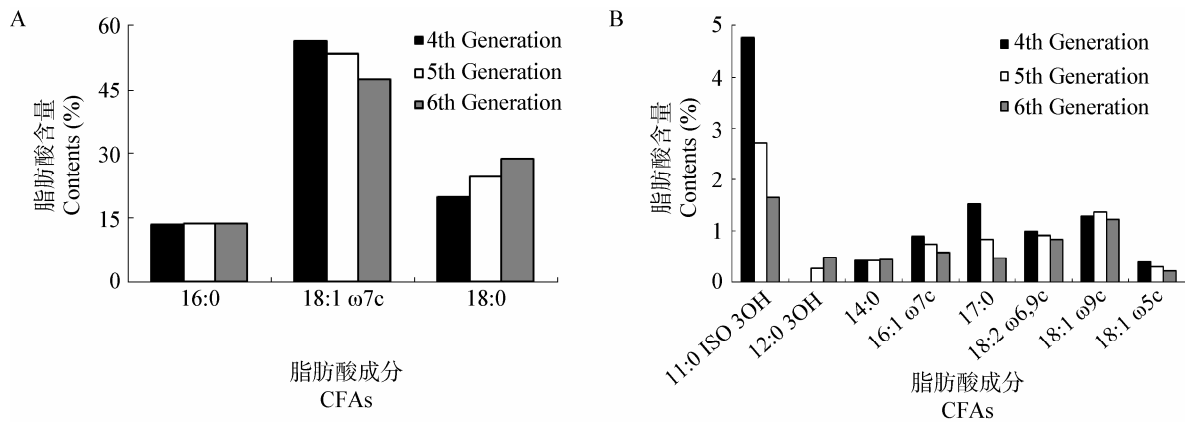 A
60
45
30
15
0
脂肪酸含量
Contents (%)
4th Generation
5th Generation
6th Generation
16:0
18:1 ω7c
18:0
脂肪酸成分
CFAs
B
5
4
3
2
1
0
脂肪酸含量
Contents (%)
4th Generation
5th Generation
6th Generation
11:0 ISO 3OH
12:0 3OH
14:0
16:1 ω7c
17:0
18:2 ω6,9c
18:1 ω9c
18:1 ω5c
脂肪酸成分
CFAs